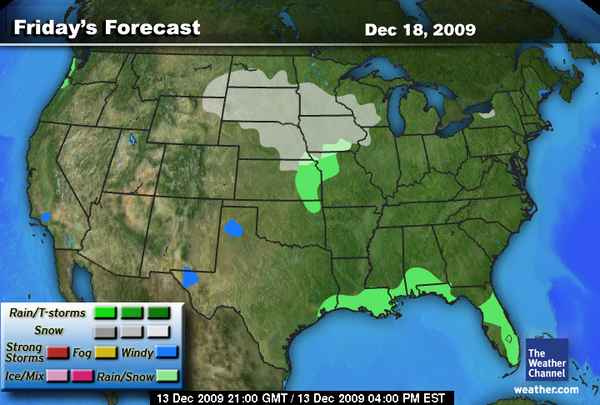 Friday's Forecast
Dec 18, 2009
Rain/T-storms
Snow
Strong Storms
Fog
Windy
Ice/Mix
Rain/Snow
The
Weather
Channel
weather.com
13 Dec 2009 21:00 GMT / 13 Dec 2009 04:00 PM EST